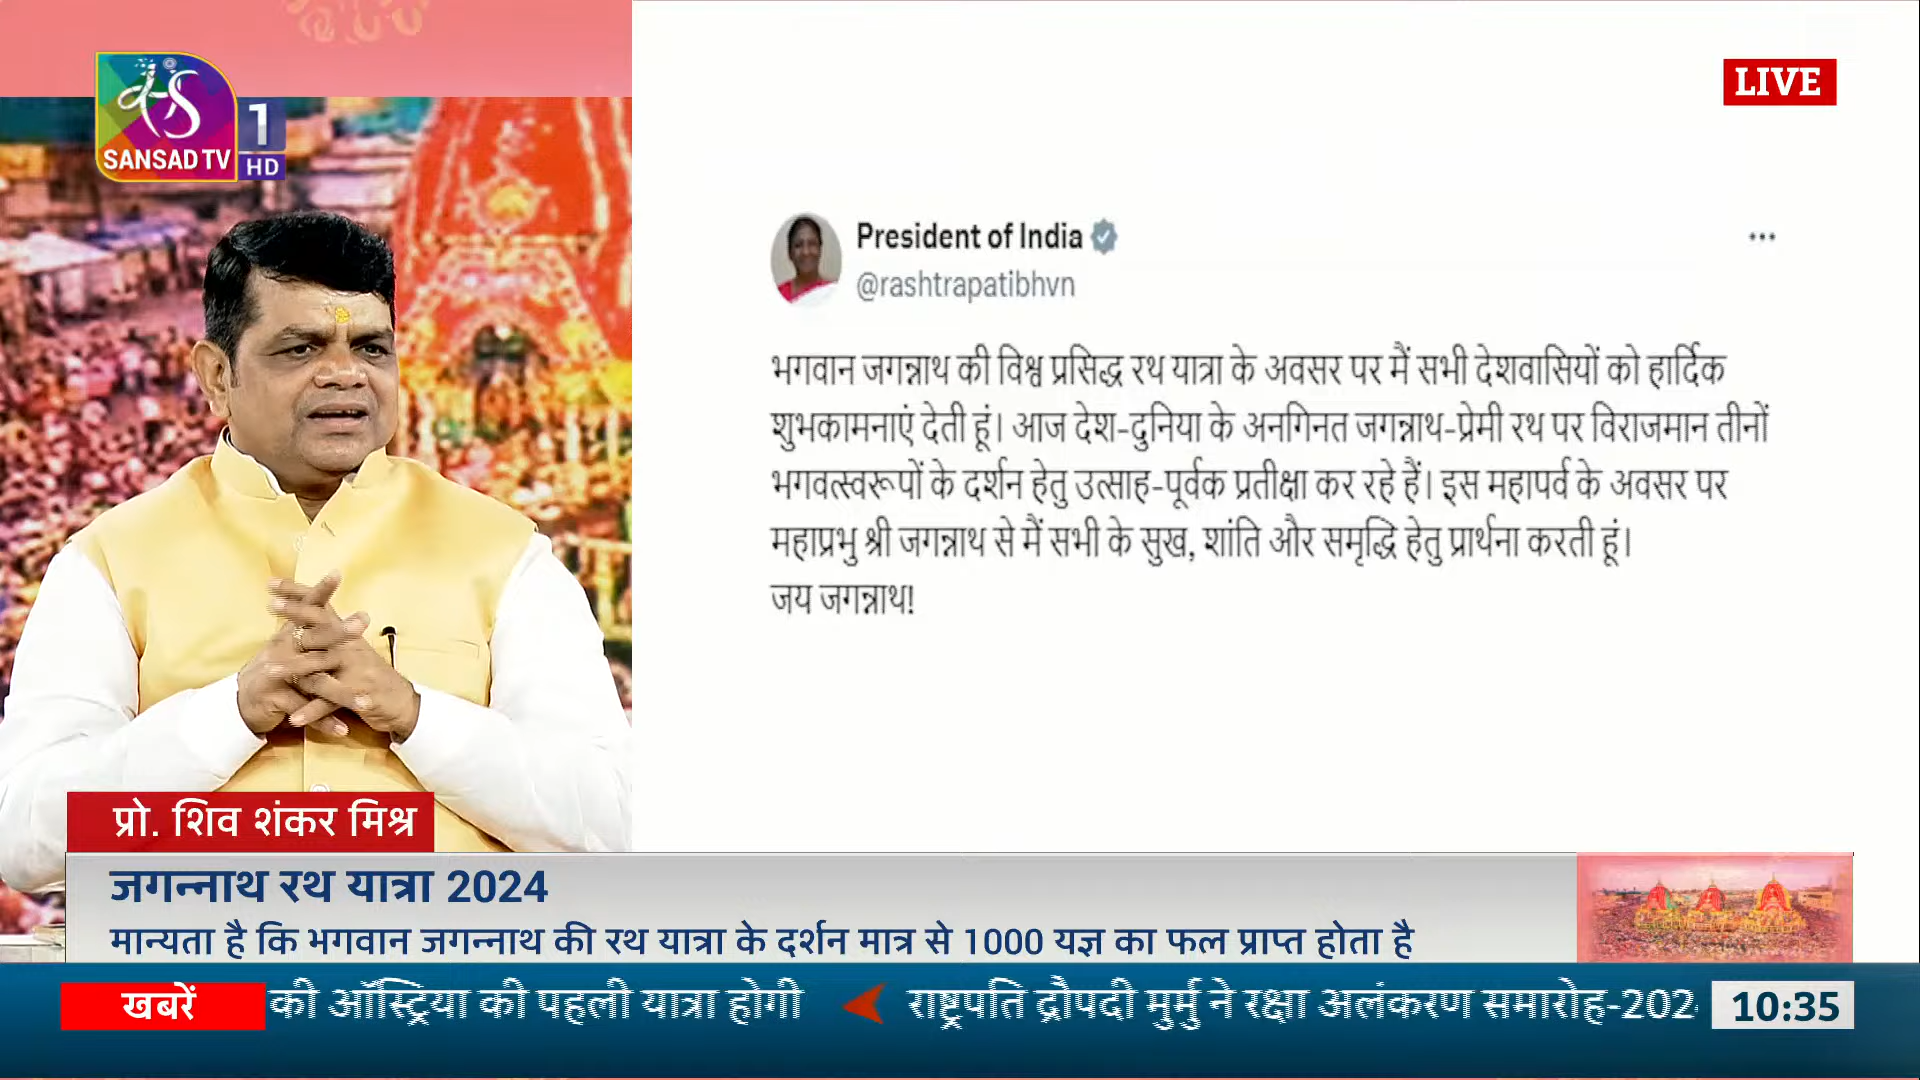 SANSAD TV
1
HD
LIVE
President of India
@rashtrapatibhvn
भगवान जगन्नाथ की विश्व प्रसिद्ध रथ यात्रा के अवसर पर मैं सभी देशवासियों को हार्दिक
शुभकामनाएं देती हूं। आज देश-दुनिया के अनगिनत जगन्नाथ-प्रेमी रथ पर विराजमान तीनों
भगवत्स्वरूपों के दर्शन हेतु उत्साह-पूर्वक प्रतीक्षा कर रहे हैं। इस महापर्व के अवसर पर
महाप्रभु श्री जगन्नाथ से मैं सभी के सुख, शांति और समृद्धि हेतु प्रार्थना करती हूं।
जय जगन्नाथ!
प्रो. शिव शंकर मिश्र
जगन्नाथ रथ यात्रा 2024
मान्यता है कि भगवान जगन्नाथ की रथ यात्रा के दर्शन मात्र से 1000 यज्ञ का फल प्राप्त होता है
खबरें की ऑस्ट्रिया की पहली यात्रा होगी राष्ट्रपति द्रौपदी मुर्मु ने रक्षा अलंकरण समारोह-202 10:35